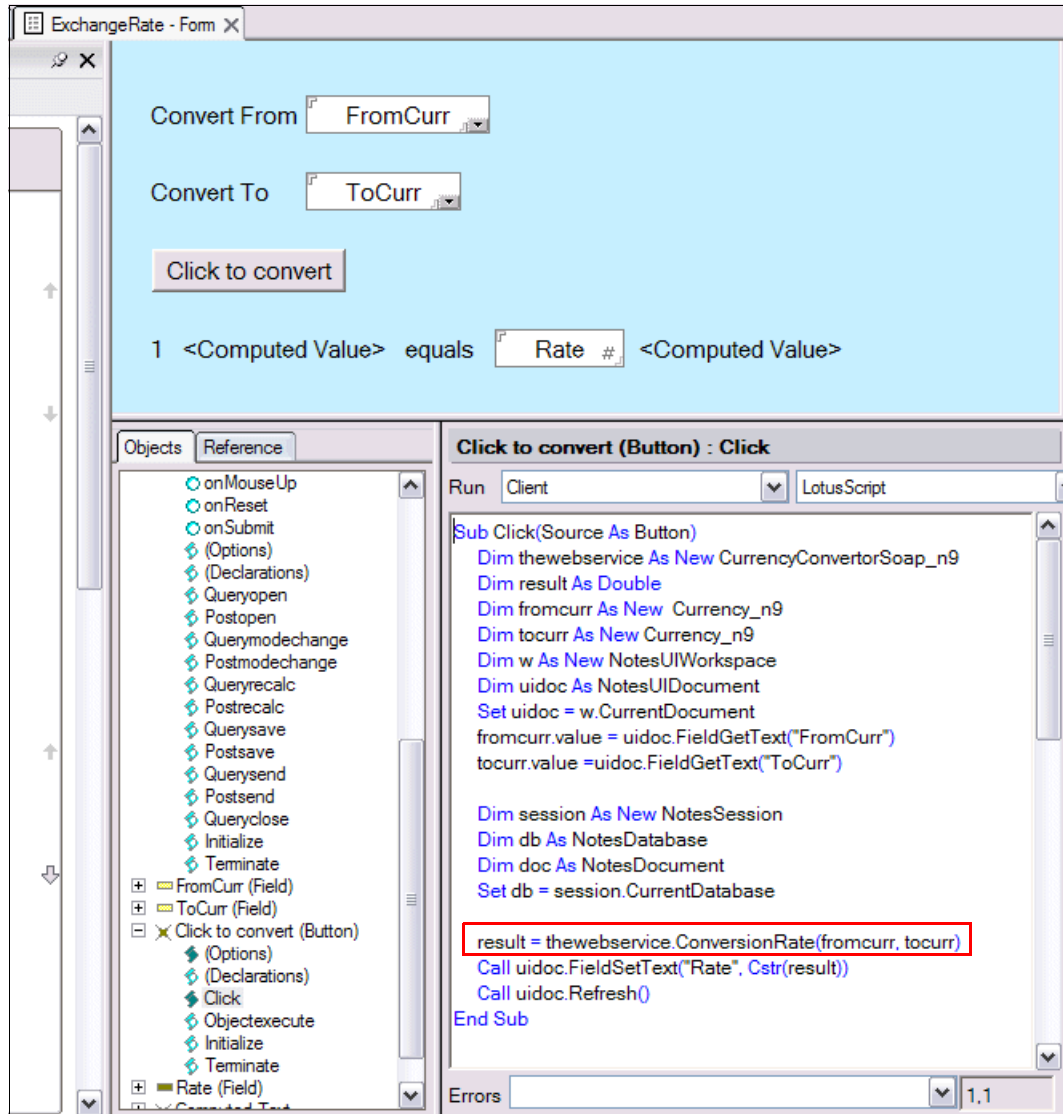 ExchangeRate - Form
Convert From FromCurr
Convert To ToCurr
Click to convert
1 <Computed Value> equals Rate # <Computed Value>
Objects Reference
onMouseUp
onReset
onSubmit
(Options)
(Declarations)
Queryopen
Postopen
Querymodechange
Postmodechange
Queryrecalc
Postrecalc
Querysave
Postsave
Querysend
Postsend
Queryclose
Initialize
Terminate
FromCurr (Field)
ToCurr (Field)
Click to convert (Button)
(Options)
(Declarations)
Click
Objectexecute
Initialize
Terminate
Rate (Field)
Computed Text
Click to convert (Button) : Click
Run Client LotusScript
Sub Click(Source As Button)
Dim thewebservice As New CurrencyConvertorSoap_n9
Dim result As Double
Dim fromcurr As New  Currency_n9
Dim tocurr As New Currency_n9
Dim w As New NotesUIWorkspace
Dim uidoc As NotesUIDocument
Set uidoc = w.CurrentDocument
fromcurr.value = uidoc.FieldGetText("FromCurr")
tocurr.value =uidoc.FieldGetText("ToCurr")
Dim session As New NotesSession
Dim db As NotesDatabase
Dim doc As NotesDocument
Set db = session.CurrentDatabase
result = thewebservice.ConversionRate(fromcurr, tocurr)
Call uidoc.FieldSetText("Rate", Cstr(result))
Call uidoc.Refresh()
End Sub
Errors 1,1